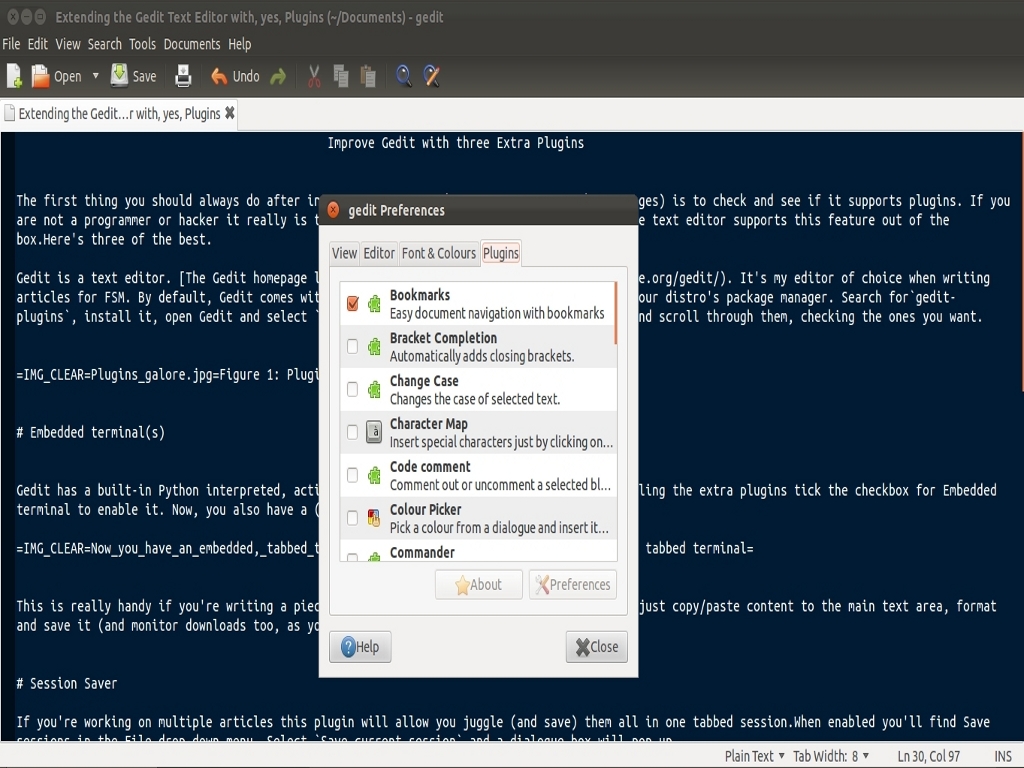 Extending the Gedit Text Editor with, yes, Plugins (~/Documents) - gedit
File Edit View Search Tools Documents Help
Open Save Undo
Extending the Gedit...r with, yes, Plugins
Improve Gedit with three Extra Plugins
The first thing you should always do after in ges) is to check and see if it supports plugins. If you
are not a programmer or hacker it really is t e text editor supports this feature out of the
box.Here's three of the best.
Gedit is a text editor. [The Gedit homepage l e.org/gedit/). It's my editor of choice when writing
articles for FSM. By default, Gedit comes wit our distro's package manager. Search for`gedit-
plugins`, install it, open Gedit and select ` nd scroll through them, checking the ones you want.
=IMG_CLEAR=Plugins_galore.jpg=Figure 1: Plugi
# Embedded terminal(s)
Gedit has a built-in Python interpreted, acti ling the extra plugins tick the checkbox for Embedded
terminal to enable it. Now, you also have a (
=IMG_CLEAR=Now_you_have_an_embedded,_tabbed_t tabbed terminal=
This is really handy if you're writing a piec just copy/paste content to the main text area, format
and save it (and monitor downloads too, as yo
# Session Saver
If you're working on multiple articles this plugin will allow you juggle (and save) them all in one tabbed session.When enabled you'll find Save
sessions in the File drop down menu. Select `Save current session` and a dialogue box will pop up
gedit Preferences
View Editor Font & Colours Plugins
Bookmarks
Easy document navigation with bookmarks
Bracket Completion
Automatically adds closing brackets.
Change Case
Changes the case of selected text.
Character Map
Insert special characters just by clicking on...
Code comment
Comment out or uncomment a selected bl...
Colour Picker
Pick a colour from a dialogue and insert it...
Commander
About Preferences
Help Close
Plain Text Tab Width: 8 Ln 30, Col 97 INS